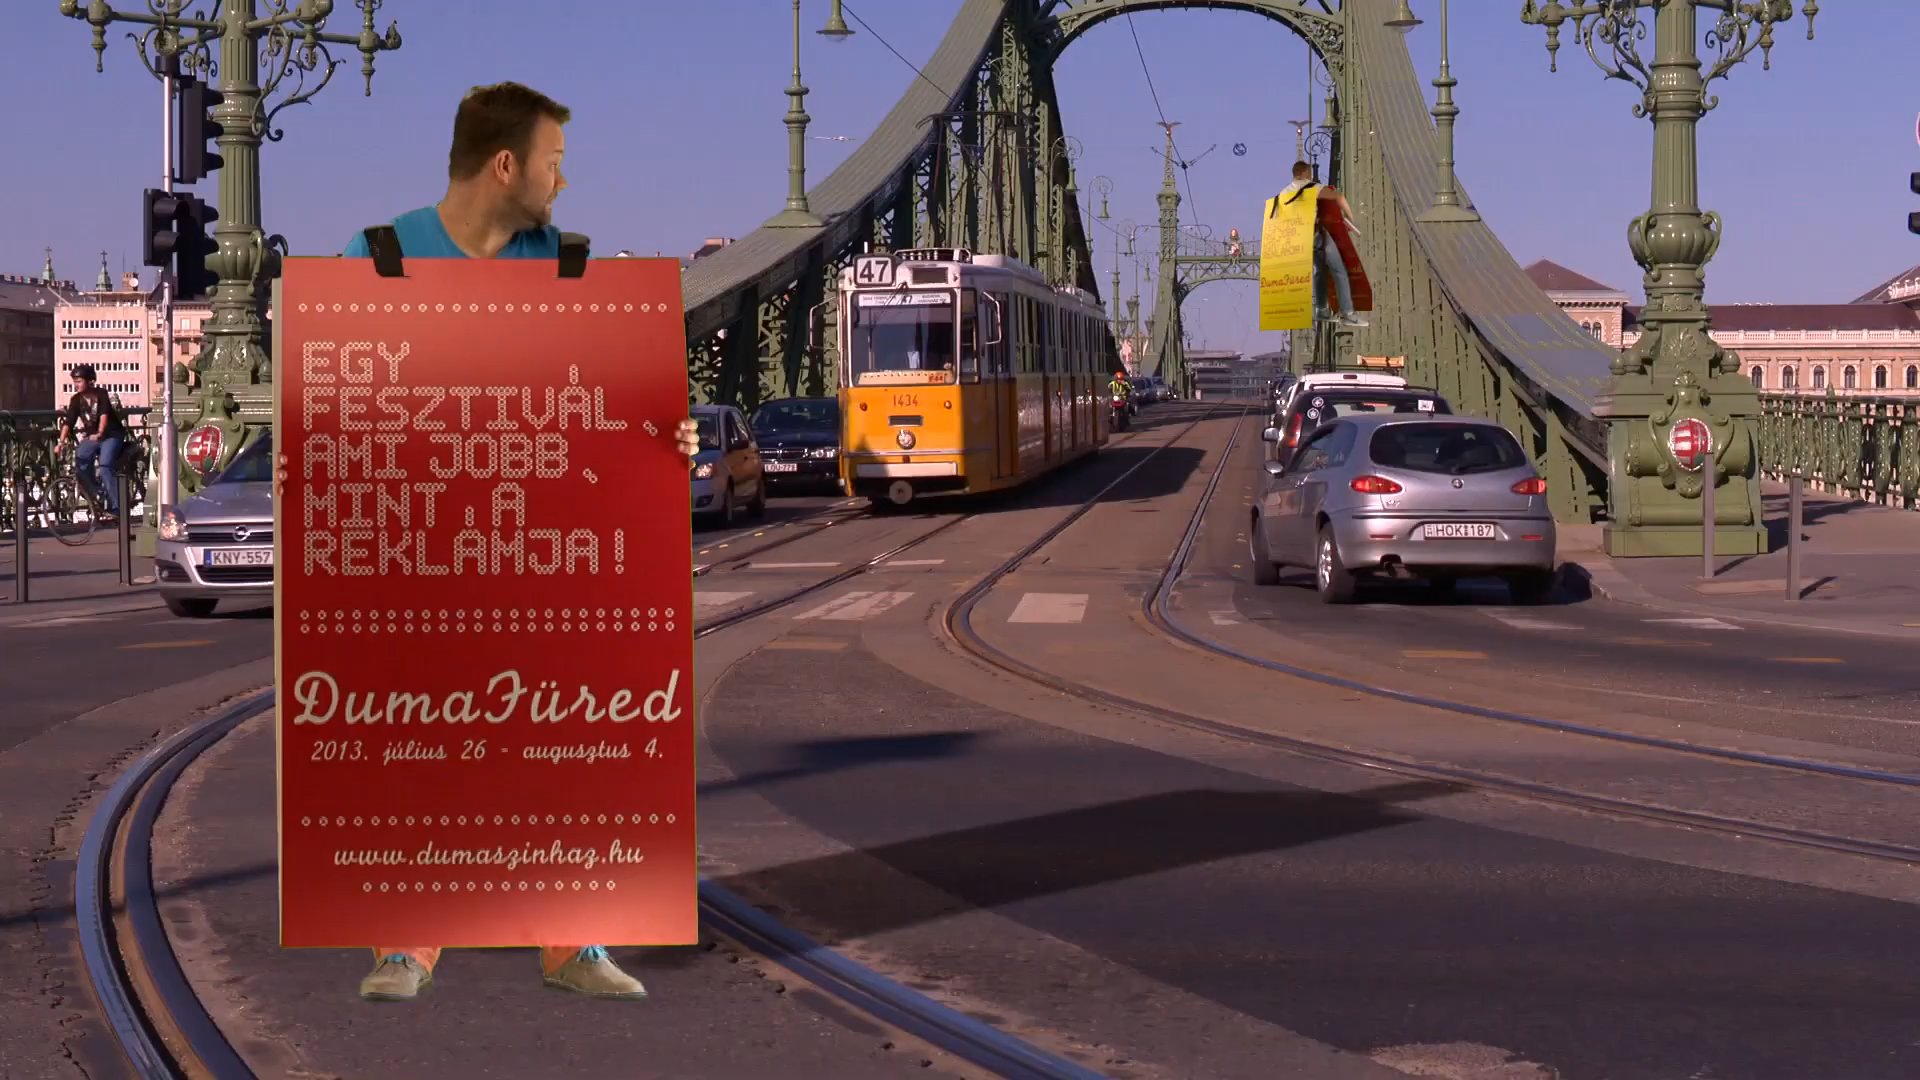 EGY
FESZTIVÁL,
AMI JOBB,
MINT A
REKLÁMJA!
DumaFüred
2013. július 26 - augusztus 4.
www.dumaszinhaz.hu
47
1434
KNY-557
HOK 187
DumaFüred